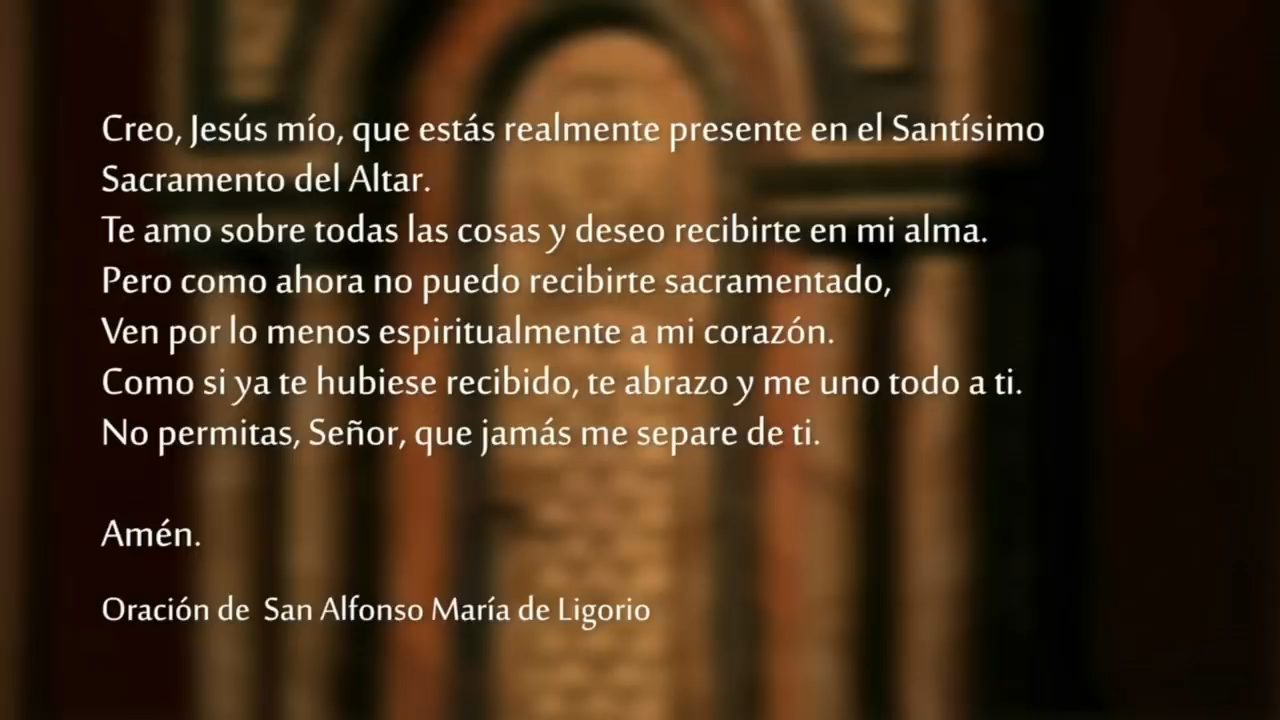 Creo, Jesús mío, que estás realmente presente en el Santísimo
Sacramento del Altar.
Te amo sobre todas las cosas y deseo recibirte en mi alma.
Pero como ahora no puedo recibirte sacramentado,
Ven por lo menos espiritualmente a mi corazón.
Como si ya te hubiese recibido, te abrazo y me uno todo a ti.
No permitas, Señor, que jamás me separe de ti.
Amén.
Oración de  San Alfonso María de Ligorio